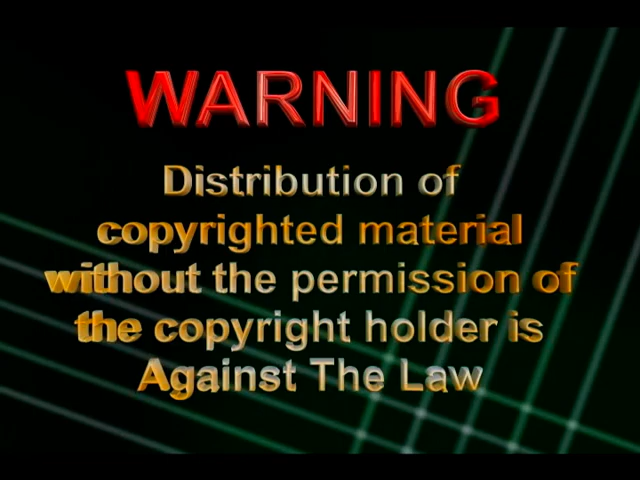 WARNING
Distribution of
copyrighted material
without the permission of
the copyright holder is
Against The Law